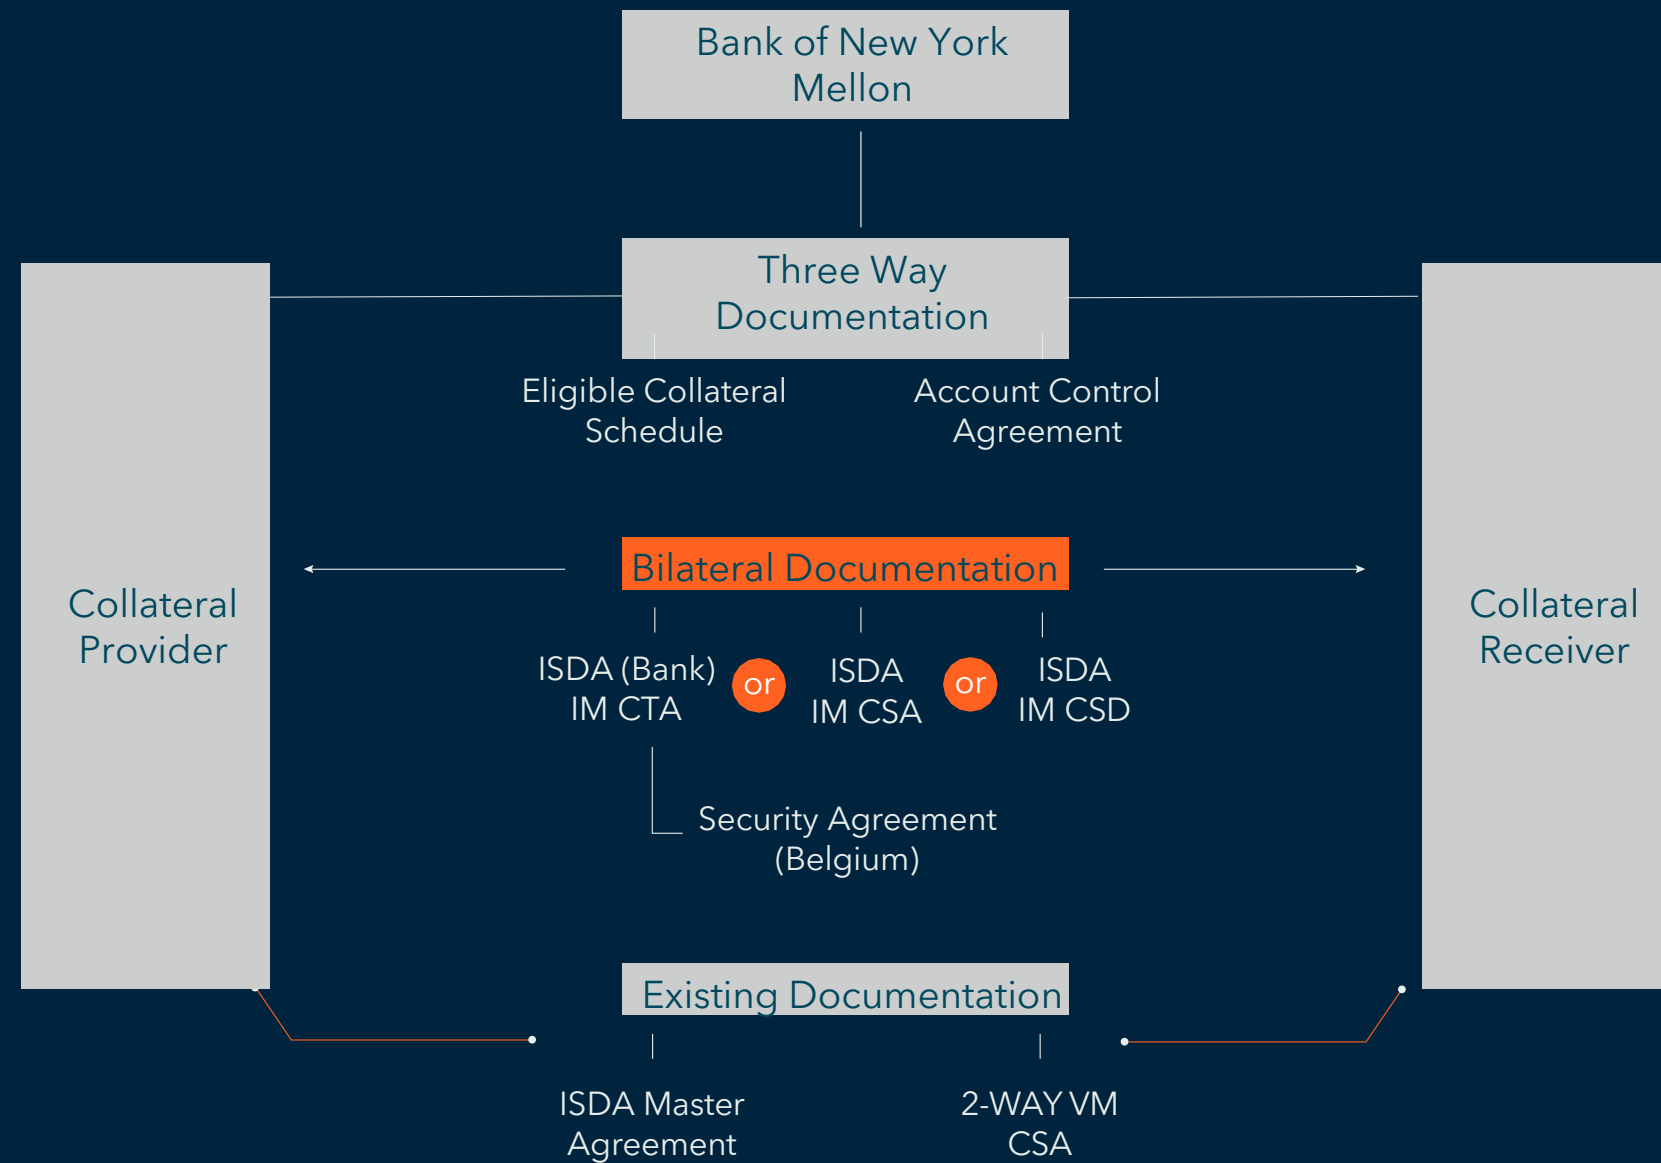 Bank of New York
Mellon
Three Way
Documentation
Eligible Collateral
Schedule
Account Control
Agreement
Collateral
Provider
Bilateral Documentation
Collateral
Receiver
ISDA (Bank)
IM CTA
or
ISDA
IM CSA
or
ISDA
IM CSD
Security Agreement
(Belgium)
Existing Documentation
ISDA Master
Agreement
2-WAY VM
CSA